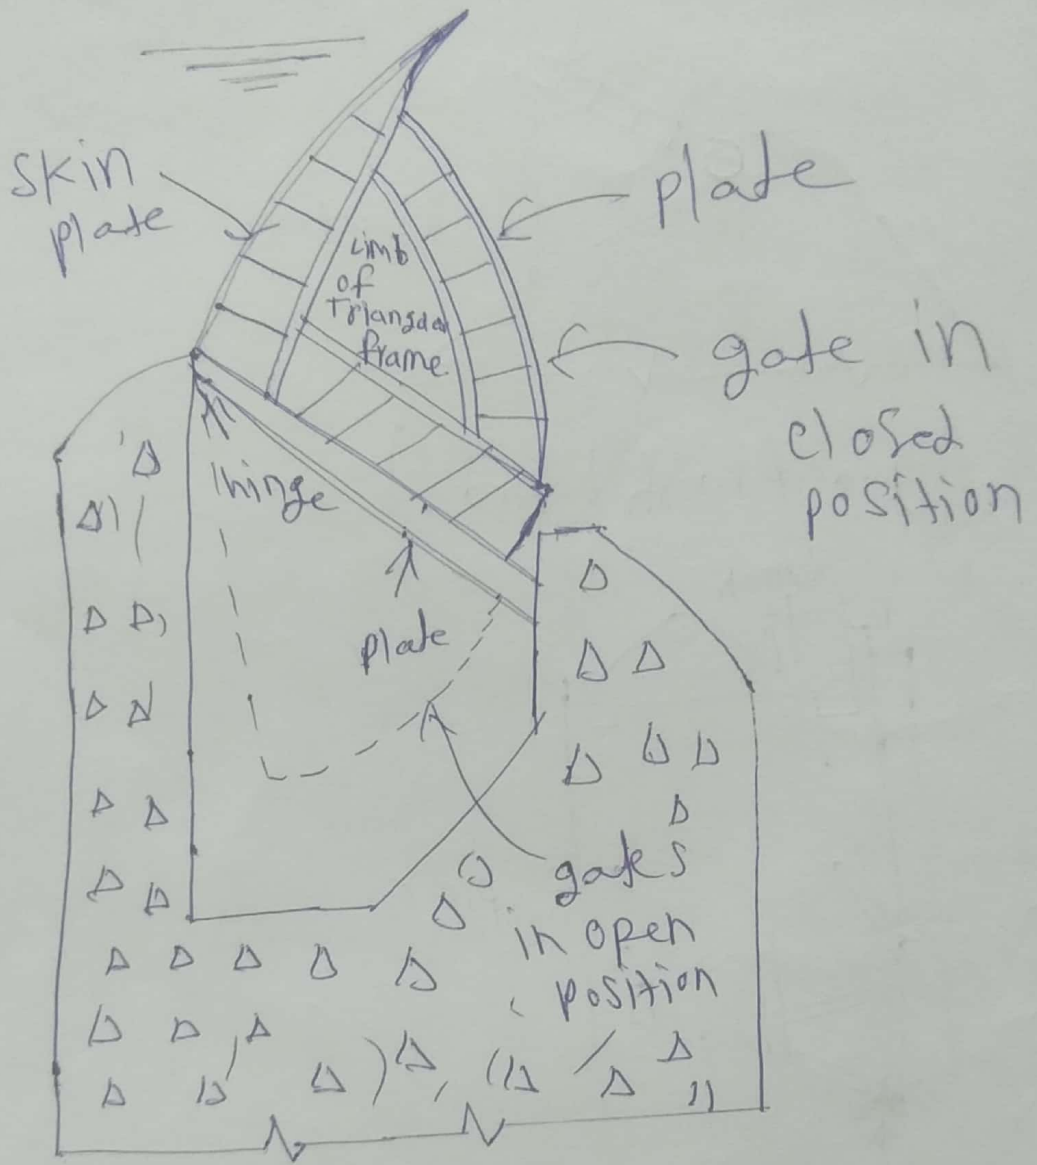 skin
plate
plate
Limb
of
Triangular
frame
gate in
closed
position
hinge
plate
gates
in open
position